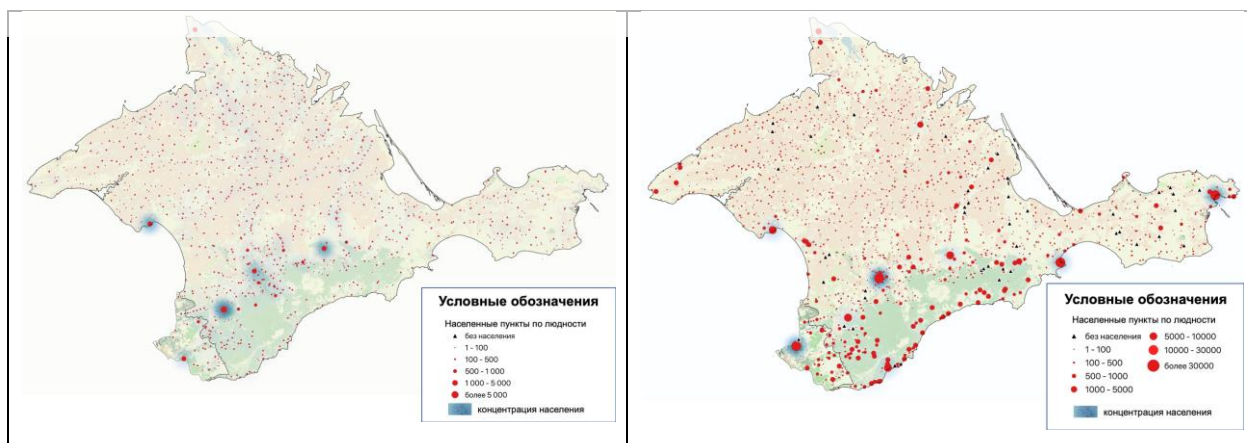 Условные обозначения
Населенные пункты по людности
без населения
1 - 100
100 - 500
500 - 1 000
1 000 - 5 000
более 5 000
концентрация населения
Условные обозначения
Населенные пункты по людности
без населения
1 - 100
100 - 500
500 - 1000
1000 - 5000
5000 - 10000
10000 - 30000
более 30000
концентрация населения